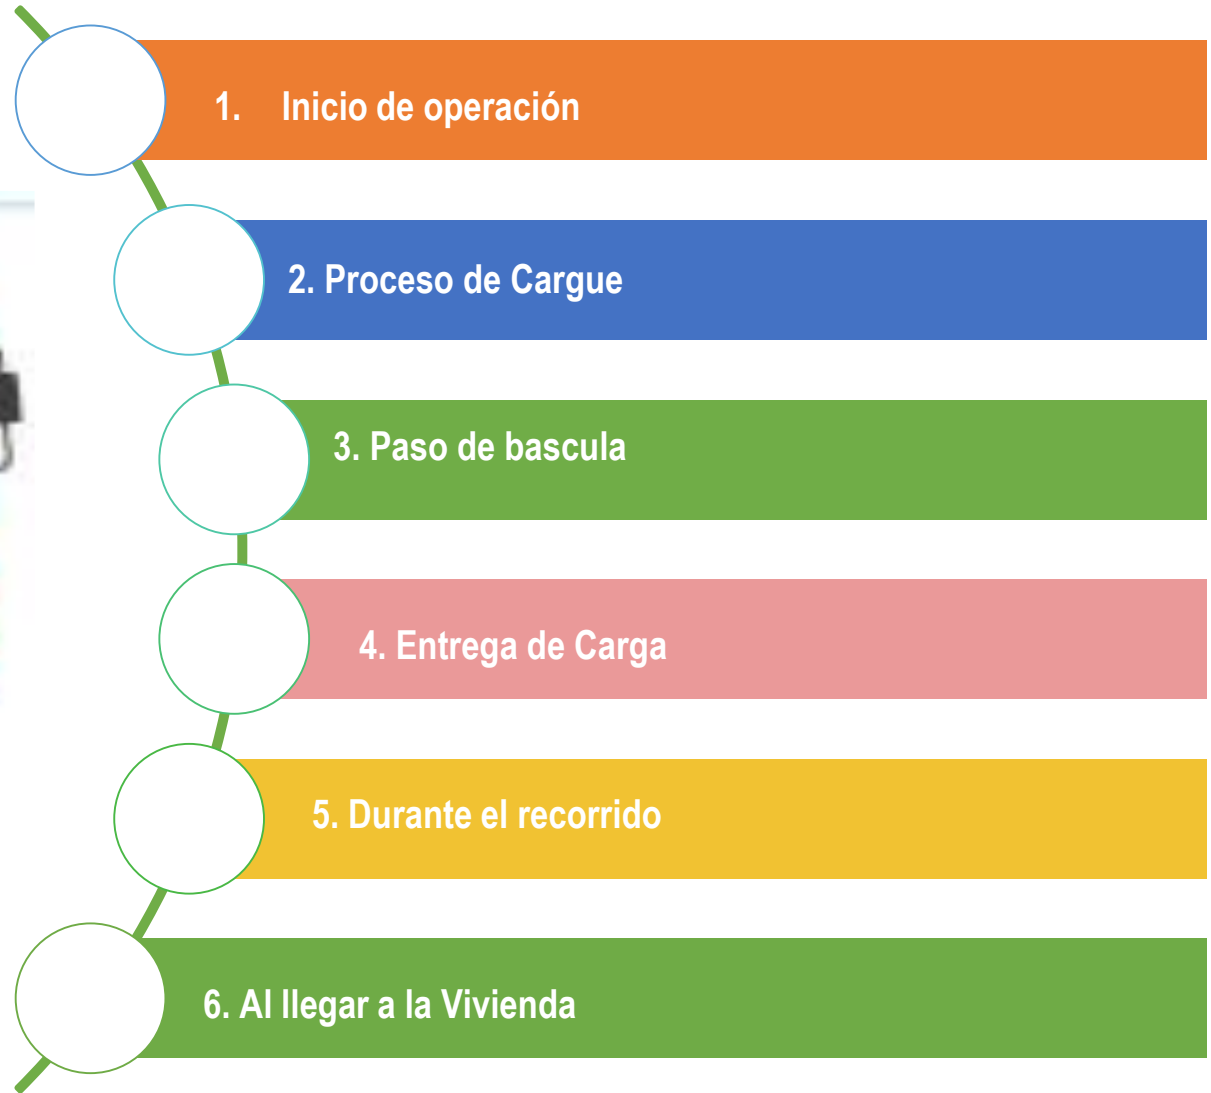 1. Inicio de operación
2. Proceso de Cargue
3. Paso de bascula
4. Entrega de Carga
5. Durante el recorrido
6. Al llegar a la Vivienda